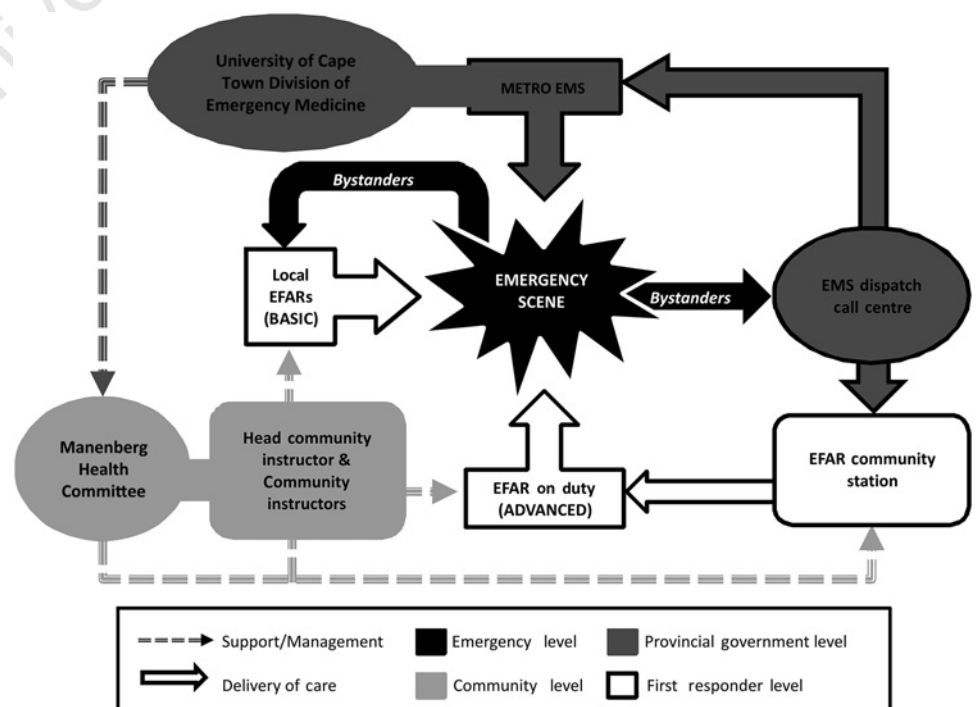 University of Cape
Town Division of
Emergency Medicine
METRO EMS
Bystanders
Local
EFARs
(BASIC)
EMERGENCY
SCENE
Bystanders
EMS dispatch
call centre
Manenberg
Health
Committee
Head community
instructor &
Community
instructors
EFAR on duty
(ADVANCED)
EFAR community
station
Support/Management
Emergency level
Provincial government level
Delivery of care
Community level
First responder level